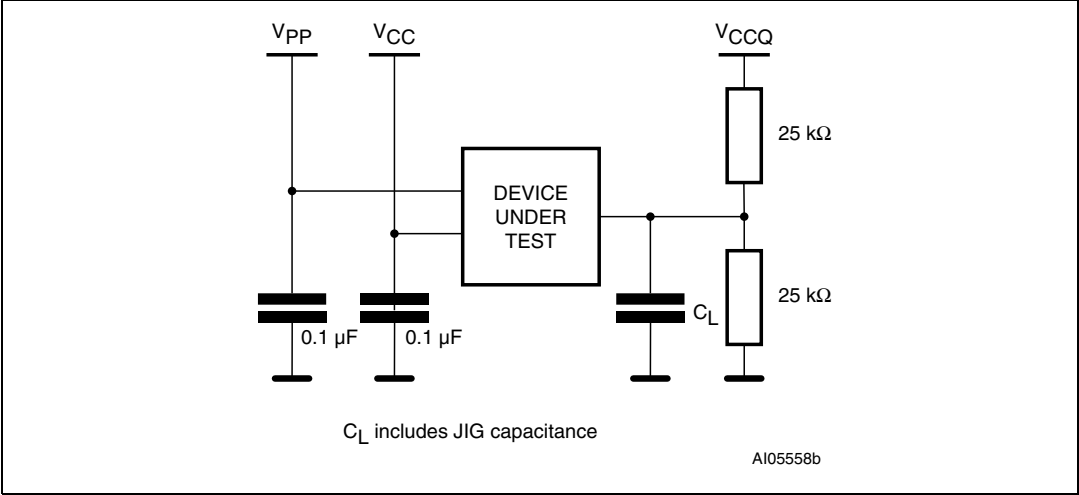 VPP
VCC
VCCQ
25 kΩ
DEVICE
UNDER
TEST
25 kΩ
CL
0.1 µF
0.1 µF
CL includes JIG capacitance
AI05558b